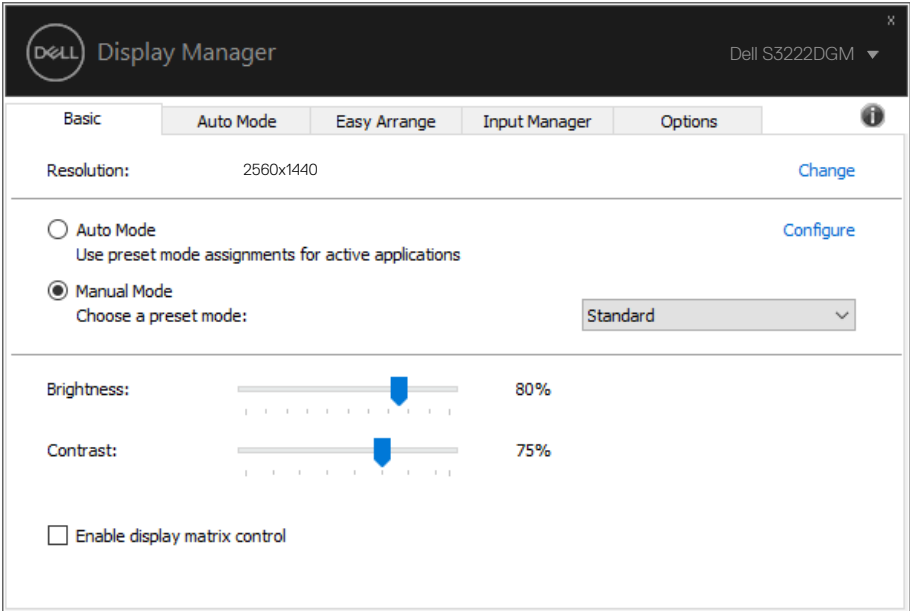 x
DELL Display Manager
Dell S3222DGM
Basic Auto Mode Easy Arrange Input Manager Options
Resolution: 2560x1440 Change
Auto Mode Configure
Use preset mode assignments for active applications
Manual Mode
Choose a preset mode: Standard
Brightness: 80%
Contrast: 75%
Enable display matrix control